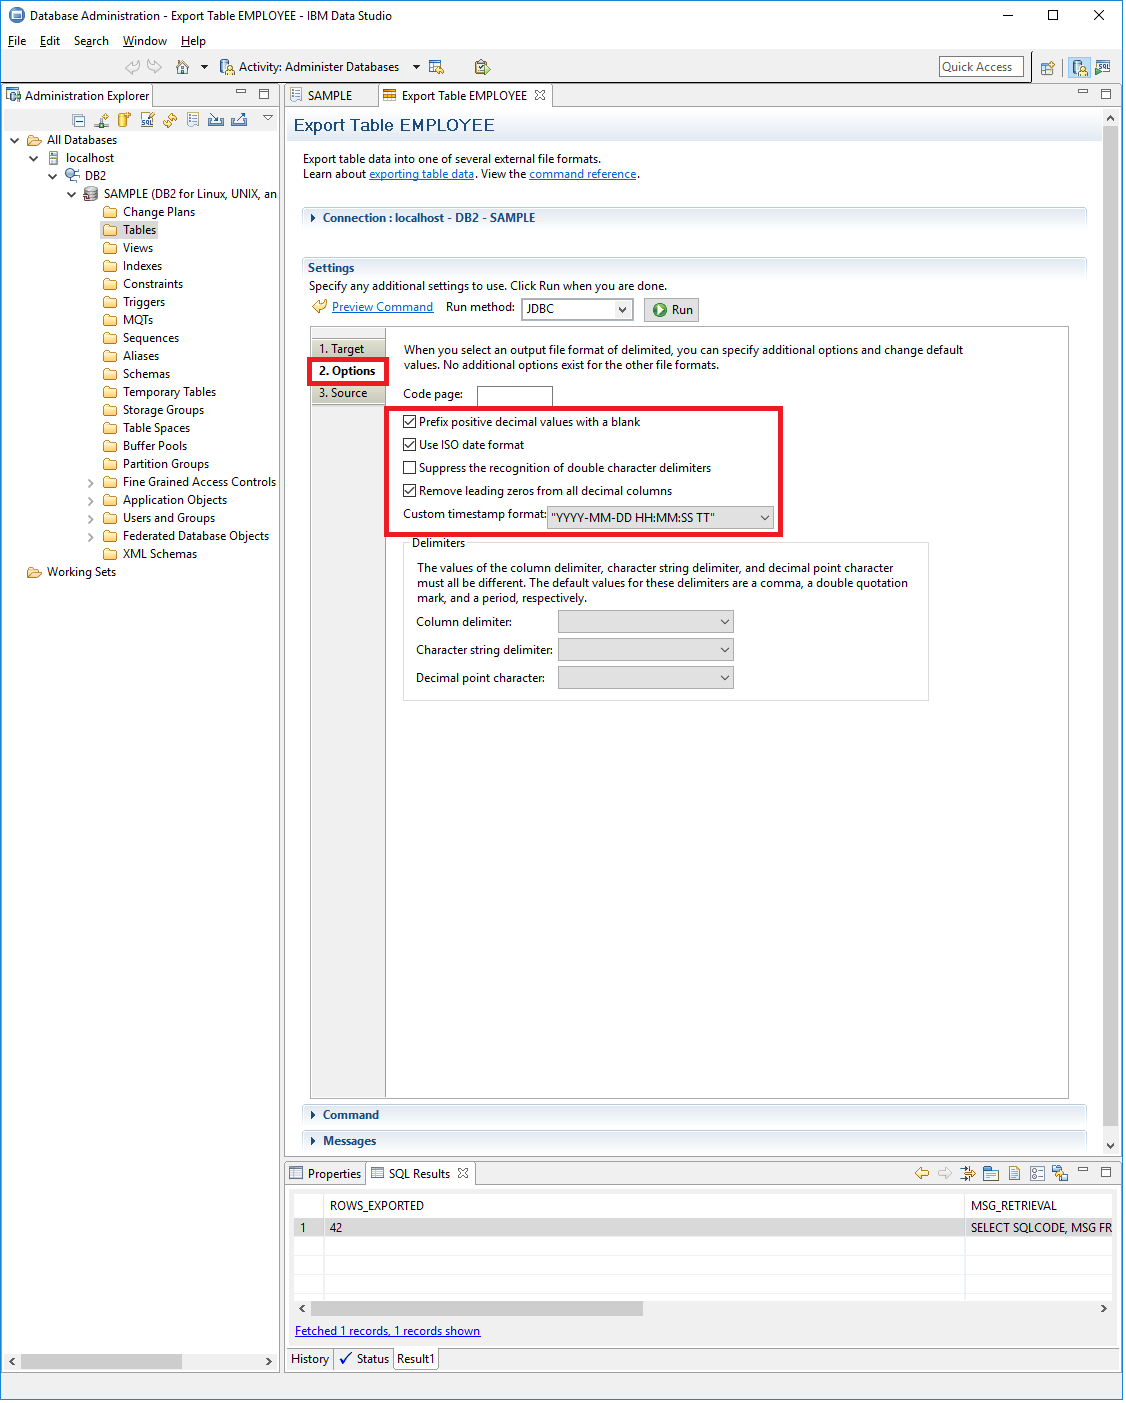 Database Administration - Export Table EMPLOYEE - IBM Data Studio
File Edit Search Window Help
Activity: Administer Databases
Quick Access
Administration Explorer
All Databases
localhost
DB2
SAMPLE (DB2 for Linux, UNIX, an
Change Plans
Tables
Views
Indexes
Constraints
Triggers
MQTs
Sequences
Aliases
Schemas
Temporary Tables
Storage Groups
Table Spaces
Buffer Pools
Partition Groups
Fine Grained Access Controls
Application Objects
Users and Groups
Federated Database Objects
XML Schemas
Working Sets
SAMPLE Export Table EMPLOYEE
Export Table EMPLOYEE
Export table data into one of several external file formats.
Learn about exporting table data. View the command reference.
Connection : localhost - DB2 - SAMPLE
Settings
Specify any additional settings to use. Click Run when you are done.
Preview Command Run method: JDBC Run
1. Target
2. Options
3. Source
When you select an output file format of delimited, you can specify additional options and change default
values. No additional options exist for the other file formats.
Code page:
Prefix positive decimal values with a blank
Use ISO date format
Suppress the recognition of double character delimiters
Remove leading zeros from all decimal columns
Custom timestamp format: "YYYY-MM-DD HH:MM:SS TT"
Delimiters
The values of the column delimiter, character string delimiter, and decimal point character
must all be different. The default values for these delimiters are a comma, a double quotation
mark, and a period, respectively.
Column delimiter:
Character string delimiter:
Decimal point character:
Command
Messages
Properties SQL Results
ROWS_EXPORTED MSG_RETRIEVAL
1 42 SELECT SQLCODE, MSG FR
Fetched 1 records, 1 records shown
History Status Result1